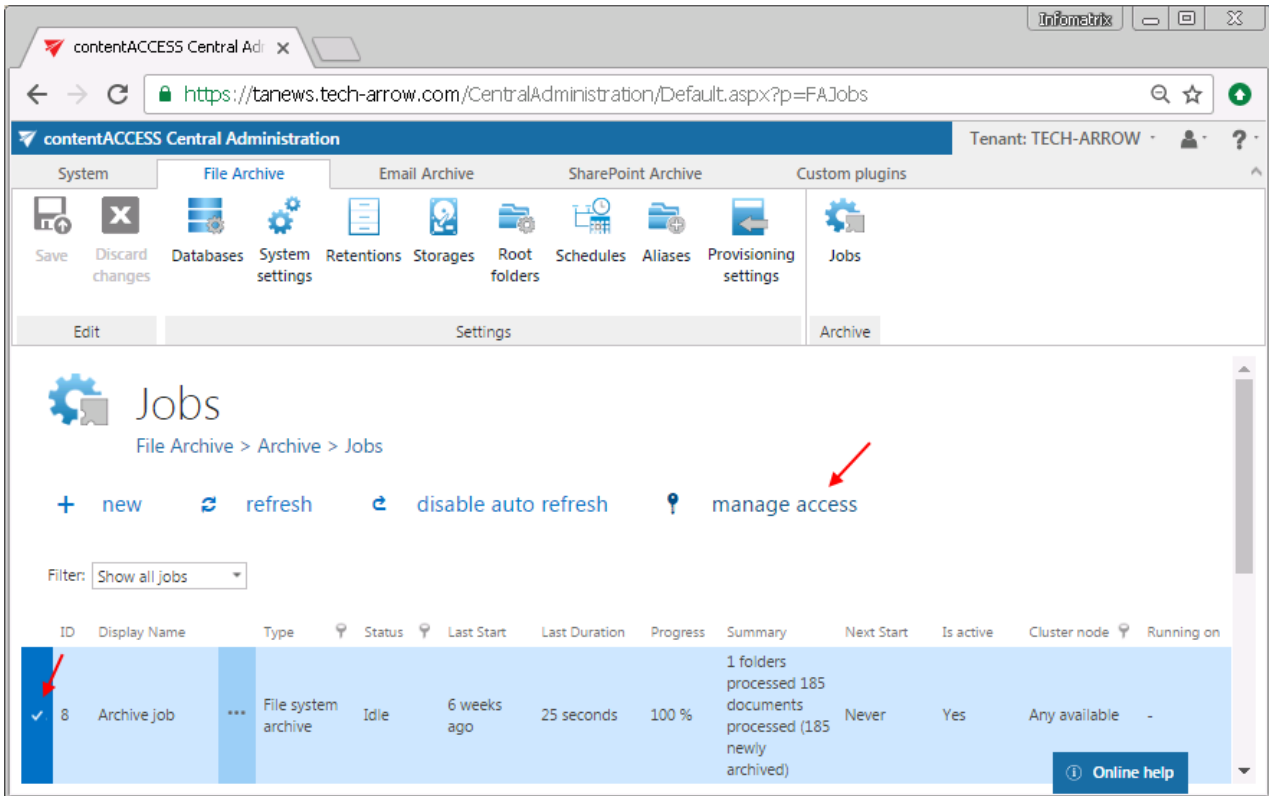 Infomatrix
contentACCESS Central Adr
https://tanews.tech-arrow.com/CentralAdministration/Default.aspx?p=FAJobs
contentACCESS Central Administration
Tenant: TECH-ARROW
?
System
File Archive
Email Archive
SharePoint Archive
Custom plugins
Save
Discard
changes
Databases
System
settings
Retentions
Storages
Root
folders
Schedules
Aliases
Provisioning
settings
Jobs
Edit
Settings
Archive
Jobs
File Archive > Archive > Jobs
+ new
refresh
disable auto refresh
manage access
Filter: Show all jobs
ID Display Name Type Status Last Start Last Duration Progress Summary Next Start Is active Cluster node Running on
8
Archive job
...
File system
archive
Idle
6 weeks
ago
25 seconds
100 %
1 folders
processed 185
documents
processed (185
newly
archived)
Never
Yes
Any available
-
Online help